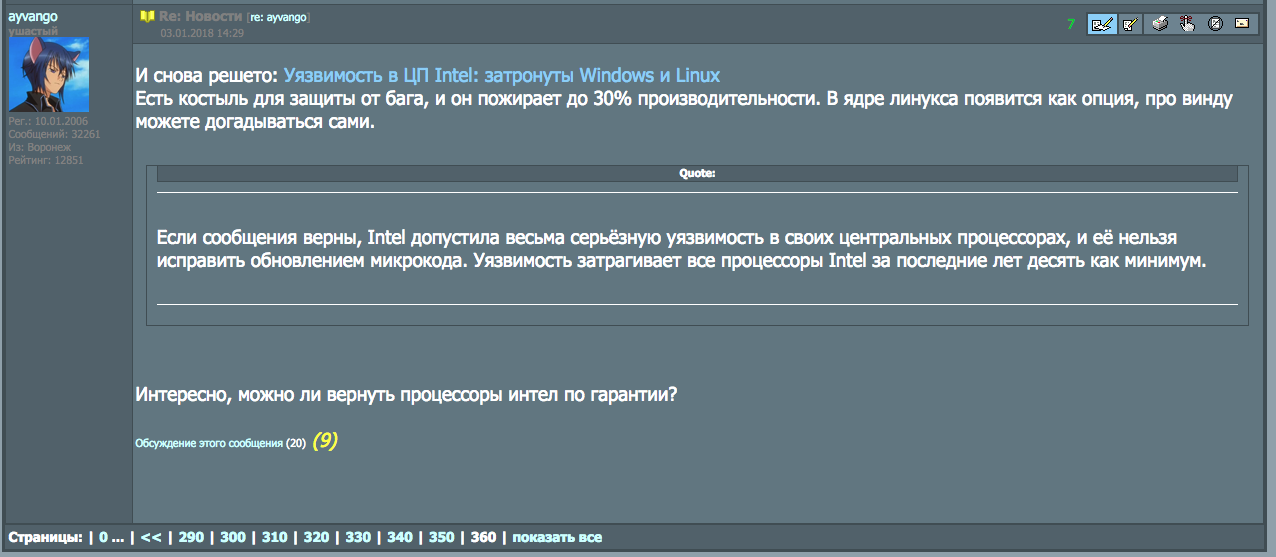 ayvango
ушастый
Рег.: 10.01.2006
Сообщений: 32261
Из: Воронеж
Рейтинг: 12851
Re: Новости [re: ayvango]
03.01.2018 14:29
7
И снова решето: Уязвимость в ЦП Intel: затронуты Windows и Linux
Есть костыль для защиты от бага, и он пожирает до 30% производительности. В ядре линукса появится как опция, про винду
можете догадываться сами.
Quote:
Если сообщения верны, Intel допустила весьма серьёзную уязвимость в своих центральных процессорах, и её нельзя
исправить обновлением микрокода. Уязвимость затрагивает все процессоры Intel за последние лет десять как минимум.
Интересно, можно ли вернуть процессоры интел по гарантии?
Обсуждение этого сообщения (20) (9)
Страницы: | 0 ... | << | 290 | 300 | 310 | 320 | 330 | 340 | 350 | 360 | показать все